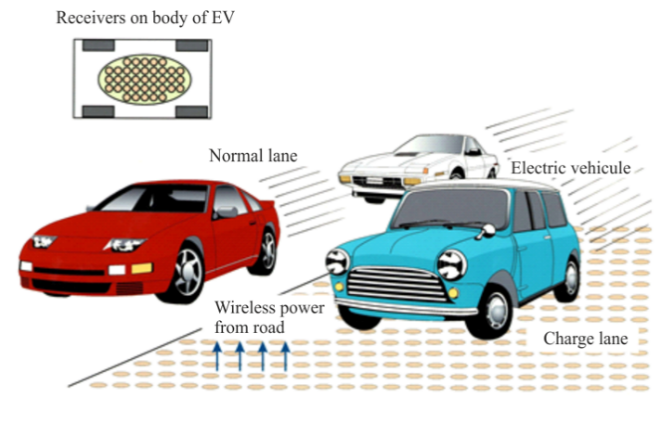 Receivers on body of EV
Normal lane
Electric vehicule
Wireless power
from road
Charge lane